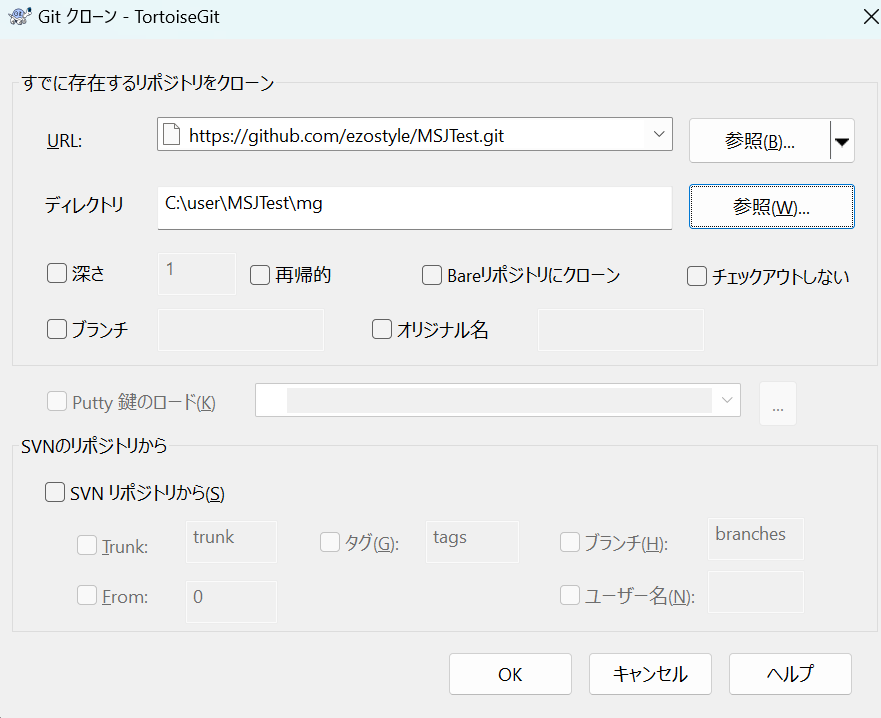 Git クローン - TortoiseGit
すでに存在するリポジトリをクローン
URL: https://github.com/ezostyle/MSJTest.git 参照(B)...
ディレクトリ C:\user\MSJTest\mg 参照(W)...
深さ 1 再帰的 Bareリポジトリにクローン チェックアウトしない
ブランチ オリジナル名
Putty 鍵のロード(K) ...
SVNのリポジトリから
SVN リポジトリから(S)
Trunk: trunk タグ(G): tags ブランチ(H): branches
From: 0 ユーザー名(N):
OK キャンセル ヘルプ